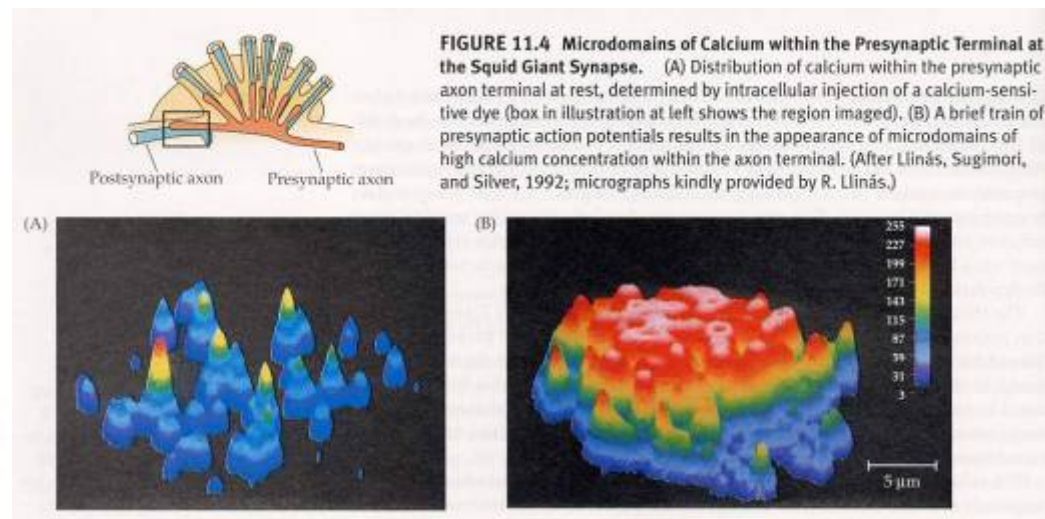 FIGURE 11.4 Microdomains of Calcium within the Presynaptic Terminal at
the Squid Giant Synapse. (A) Distribution of calcium within the presynaptic
axon terminal at rest, determined by intracellular injection of a calcium-sensi-
tive dye (box in illustration at left shows the region imaged). (B) A brief train of
presynaptic action potentials results in the appearance of microdomains of
high calcium concentration within the axon terminal. (After Llinás, Sugimori,
and Silver, 1992; micrographs kindly provided by R. Llinás.)
Postsynaptic axon
Presynaptic axon
(A)
(B)
255
227
199
171
143
115
87
59
31
3
5 µm